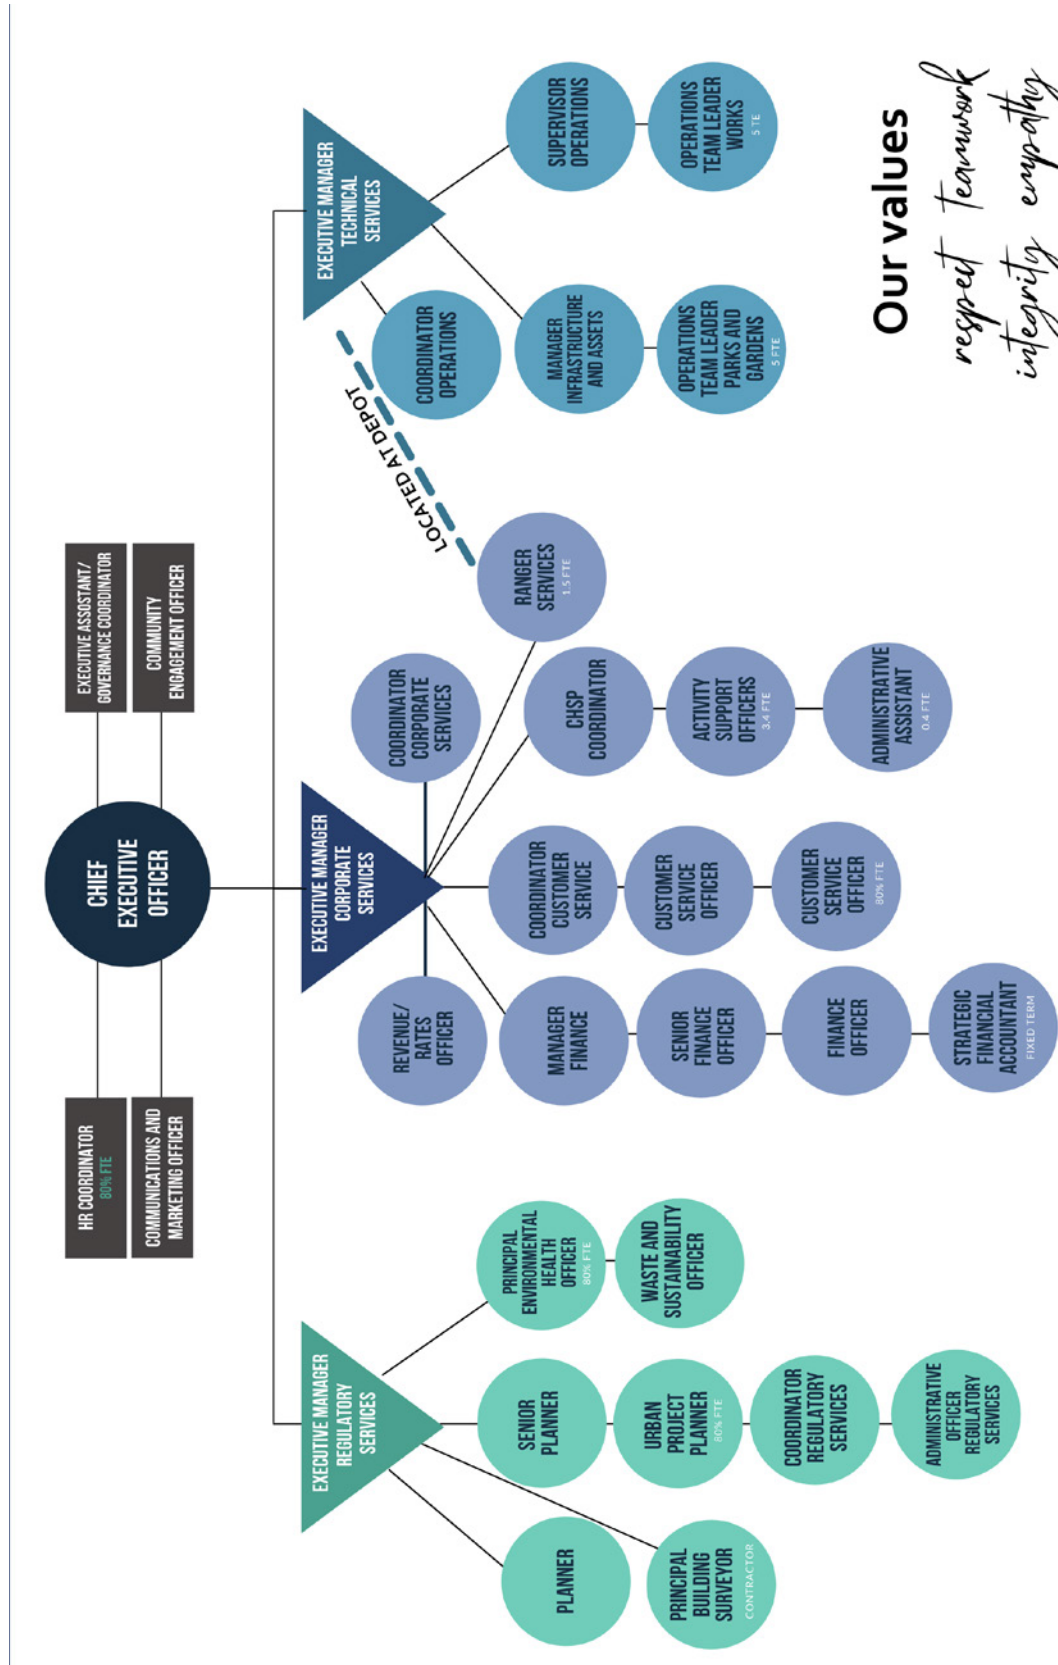 CHIEF
EXECUTIVE
OFFICER
HR COORDINATOR
80% FTE
COMMUNICATIONS AND
MARKETING OFFICER
EXECUTIVE ASSOSTANT/
GOVERNANCE COORDINATOR
COMMUNITY
ENGAGEMENT OFFICER
EXECUTIVE MANAGER
REGULATORY
SERVICES
PLANNER
PRINCIPAL
BUILDING
SURVEYOR
CONTRACTOR
SENIOR
PLANNER
URBAN
PROJECT
PLANNER
80% FTE
COORDINATOR
REGULATORY
SERVICES
ADMINISTRATIVE
OFFICER
REGULATORY
SERVICES
PRINCIPAL
ENVIRONMENTAL
HEALTH
OFFICER
80% FTE
WASTE AND
SUSTAINABILITY
OFFICER
EXECUTIVE MANAGER
CORPORATE
SERVICES
REVENUE/
RATES
OFFICER
COORDINATOR
CORPORATE
SERVICES
MANAGER
FINANCE
SENIOR
FINANCE
OFFICER
FINANCE
OFFICER
STRATEGIC
FINANCIAL
ACCOUNTANT
FIXED TERM
COORDINATOR
CUSTOMER
SERVICE
CUSTOMER
SERVICE
OFFICER
CUSTOMER
SERVICE
OFFICER
80% FTE
CHSP
COORDINATOR
ACTIVITY
SUPPORT
OFFICERS
3.4 FTE
ADMINISTRATIVE
ASSISTANT
0.4 FTE
RANGER
SERVICES
1.5 FTE
LOCATED AT DEPOT
EXECUTIVE MANAGER
TECHNICAL
SERVICES
COORDINATOR
OPERATIONS
MANAGER
INFRASTRUCTURE
AND ASSETS
OPERATIONS
TEAM LEADER
PARKS AND
GARDENS
5 FTE
SUPERVISOR
OPERATIONS
OPERATIONS
TEAM LEADER
WORKS
5 TE
Our values
respect teamwork
integrity empathy